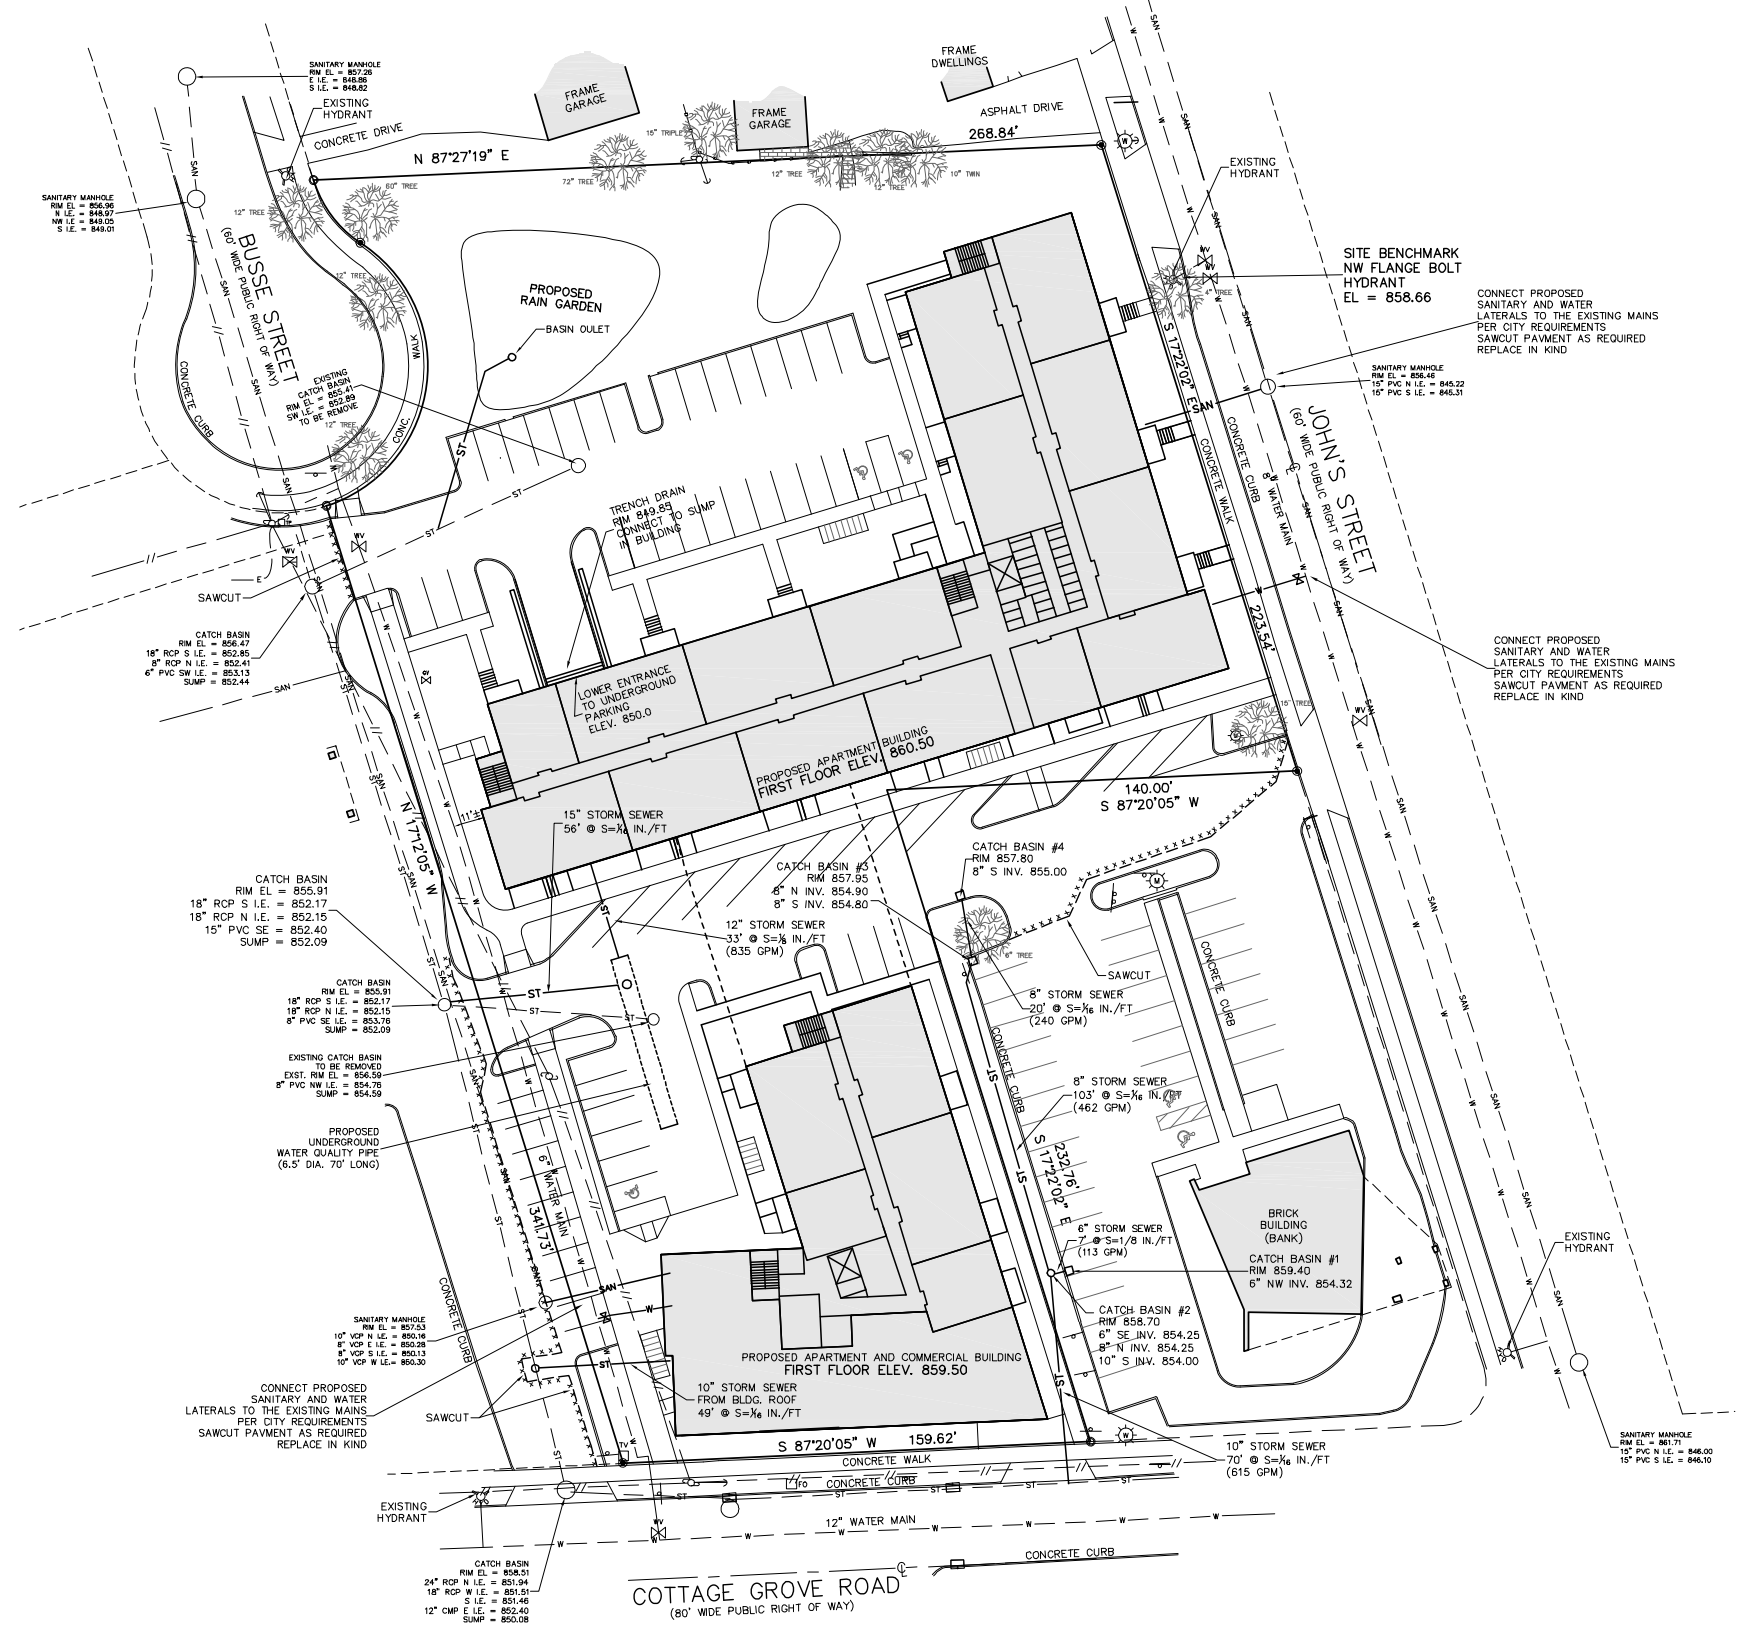 SANITARY MANHOLE
RIM EL = 857.26
E I.E. = 848.86
S I.E. = 848.82
EXISTING
HYDRANT
CONCRETE DRIVE
FRAME
GARAGE
FRAME
GARAGE
FRAME
DWELLINGS
ASPHALT DRIVE
N 87°27'19" E
268.84'
15" TRIPLE
72" TREE
60" TREE
12" TREE
12" TREE
10" TWIN
EXISTING
HYDRANT
SANITARY MANHOLE
RIM EL = 856.96
N I.E. = 848.97
NW I.E = 849.05
S I.E. = 849.01
12" TREE
12" TREE
BUSSE STREET
(60' WIDE PUBLIC RIGHT OF WAY)
CONCRETE CURB
CONC. WALK
PROPOSED
RAIN GARDEN
BASIN OULET
EXISTING
CATCH BASIN
RIM EL = 855.41
SW I.E. = 852.89
TO BE REMOVE
12" TREE
4" TREE
SITE BENCHMARK
NW FLANGE BOLT
HYDRANT
EL = 858.66
CONNECT PROPOSED
SANITARY AND WATER
LATERALS TO THE EXISTING MAINS
PER CITY REQUIREMENTS
SAWCUT PAVMENT AS REQUIRED
REPLACE IN KIND
SANITARY MANHOLE
RIM EL = 856.46
15" PVC N I.E. = 845.22
15" PVC S I.E. = 845.31
S 17°22'02" E
223.54'
SAN
CONCRETE WALK
CONCRETE CURB
8" WATER MAIN
JOHN'S STREET
(60' WIDE PUBLIC RIGHT OF WAY)
TRENCH DRAIN
RIM 849.85
CONNECT TO SUMP
IN BUILDING
SAWCUT
CATCH BASIN
RIM EL = 856.47
18" RCP S I.E. = 852.85
8" RCP N I.E. = 852.41
6" PVC SW I.E. = 853.13
SUMP = 852.44
LOWER ENTRANCE
TO UNDERGROUND
PARKING
ELEV. 850.0
PROPOSED APARTMENT BUILDING
FIRST FLOOR ELEV. 860.50
CONNECT PROPOSED
SANITARY AND WATER
LATERALS TO THE EXISTING MAINS
PER CITY REQUIREMENTS
SAWCUT PAVMENT AS REQUIRED
REPLACE IN KIND
15" TREE
140.00'
S 87°20'05" W
N 17°12'05" W
11'±
15" STORM SEWER
56' @ S=1/16 IN./FT
CATCH BASIN #3
RIM 857.95
8" N INV. 854.90
8" S INV. 854.80
CATCH BASIN #4
RIM 857.80
8" S INV. 855.00
12" STORM SEWER
33' @ S=1/8 IN./FT
(835 GPM)
CATCH BASIN
RIM EL = 855.91
18" RCP S I.E. = 852.17
18" RCP N I.E. = 852.15
15" PVC SE = 852.40
SUMP = 852.09
6" TREE
SAWCUT
CONCRETE CURB
CATCH BASIN
RIM EL = 855.91
18" RCP S I.E. = 852.17
18" RCP N I.E. = 852.15
8" PVC SE I.E. = 853.76
SUMP = 852.09
8" STORM SEWER
20' @ S=1/16 IN./FT
(240 GPM)
EXISTING CATCH BASIN
TO BE REMOVED
EXST. RIM EL = 856.59
8" PVC NW I.E. = 854.76
SUMP = 854.59
CONCRETE CURB
8" STORM SEWER
103' @ S=1/16 IN./FT
(462 GPM)
PROPOSED
UNDERGROUND
WATER QUALITY PIPE
(6.5' DIA. 70' LONG)
6" WATER MAIN
341.73'
232.76'
S 17°22'02" E
6" STORM SEWER
7' @ S=1/8 IN./FT
(113 GPM)
BRICK
BUILDING
(BANK)
CATCH BASIN #1
RIM 859.40
6" NW INV. 854.32
EXISTING
HYDRANT
CONCRETE CURB
CATCH BASIN #2
RIM 858.70
6" SE INV. 854.25
8" N INV. 854.25
10" S INV. 854.00
SANITARY MANHOLE
RIM EL = 857.53
10" VCP N I.E. = 850.16
8" VCP E I.E. = 850.28
8" VCP S I.E. = 850.13
10" VCP W I.E. = 850.30
PROPOSED APARTMENT AND COMMERCIAL BUILDING
FIRST FLOOR ELEV. 859.50
CONNECT PROPOSED
SANITARY AND WATER
LATERALS TO THE EXISTING MAINS
PER CITY REQUIREMENTS
SAWCUT PAVMENT AS REQUIRED
REPLACE IN KIND
SAWCUT
10" STORM SEWER
FROM BLDG. ROOF
49' @ S=1/16 IN./FT
S 87°20'05" W 159.62'
CONCRETE WALK
CONCRETE CURB
10" STORM SEWER
70' @ S=1/16 IN./FT
(615 GPM)
SANITARY MANHOLE
RIM EL = 861.71
15" PVC N I.E. = 846.00
15" PVC S I.E. = 846.10
EXISTING
HYDRANT
12" WATER MAIN
CONCRETE CURB
CATCH BASIN
RIM EL = 858.51
24" RCP N I.E. = 851.94
18" RCP W I.E. = 851.51
S I.E. = 851.46
12" CMP E I.E. = 852.40
SUMP = 850.08
COTTAGE GROVE ROAD
(80' WIDE PUBLIC RIGHT OF WAY)